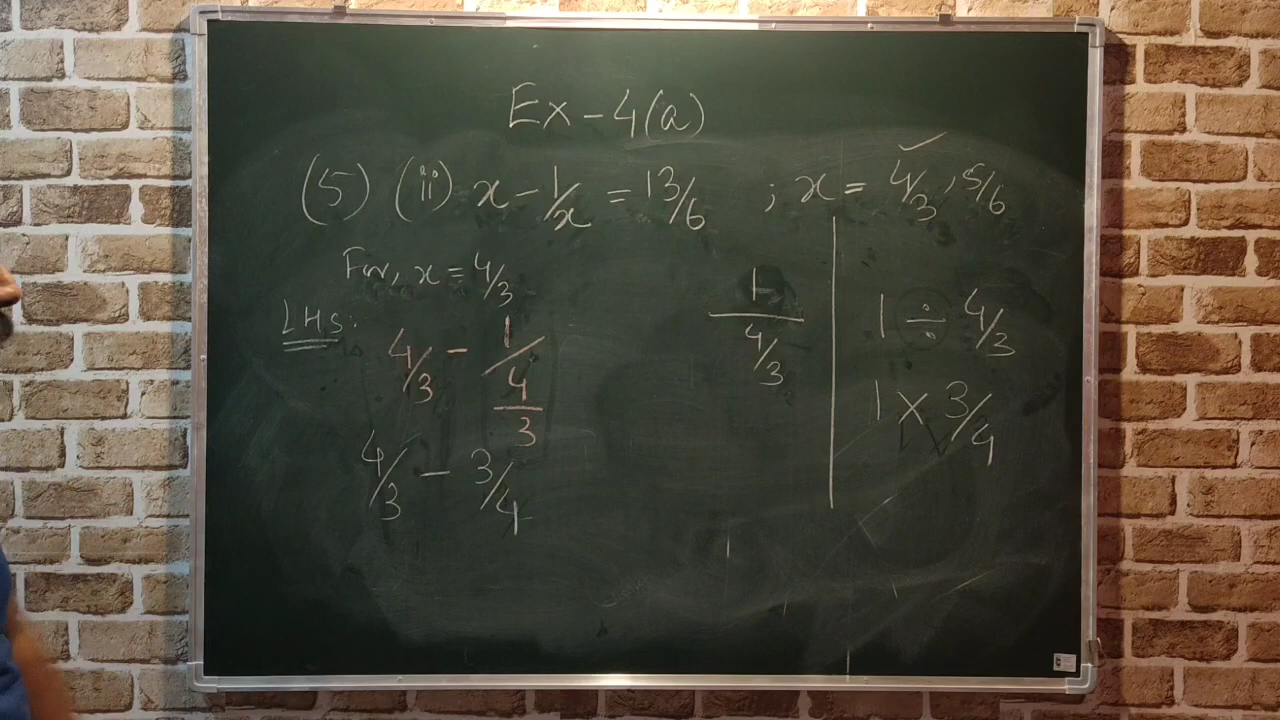 Ex - 4(a)
(5) (ii) x - 1/x = 13/6 ; x = 4/3, 5/6
For, x = 4/3
LHS:
4/3 - 1/(4/3)
4/3 - 3/4
1/(4/3)
1 ÷ 4/3
1 × 3/4